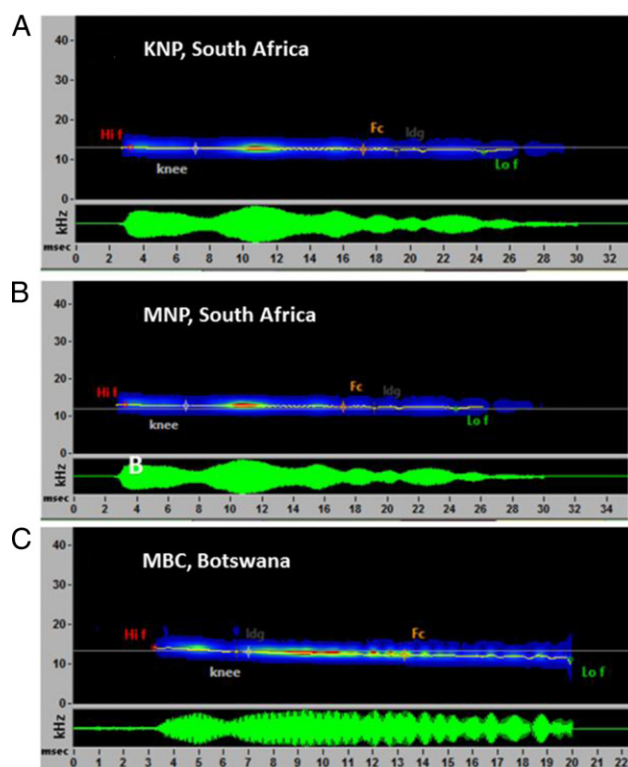 A
KNP, South Africa
40
30
20
10
0
kHz
Hi f
knee
Fc
ldg
Lo f
msec
0 2 4 6 8 10 12 14 16 18 20 22 24 26 28 30 32 34
B
MNP, South Africa
40
30
20
10
0
kHz
Hi f
knee
Fc
ldg
Lo f
B
msec
0 2 4 6 8 10 12 14 16 18 20 22 24 26 28 30 32 34
C
MBC, Botswana
40
30
20
10
0
kHz
Hi f
knee
ldg
Fc
Lo f
msec
0 1 2 3 4 5 6 7 8 9 10 11 12 13 14 15 16 17 18 19 20 21 22